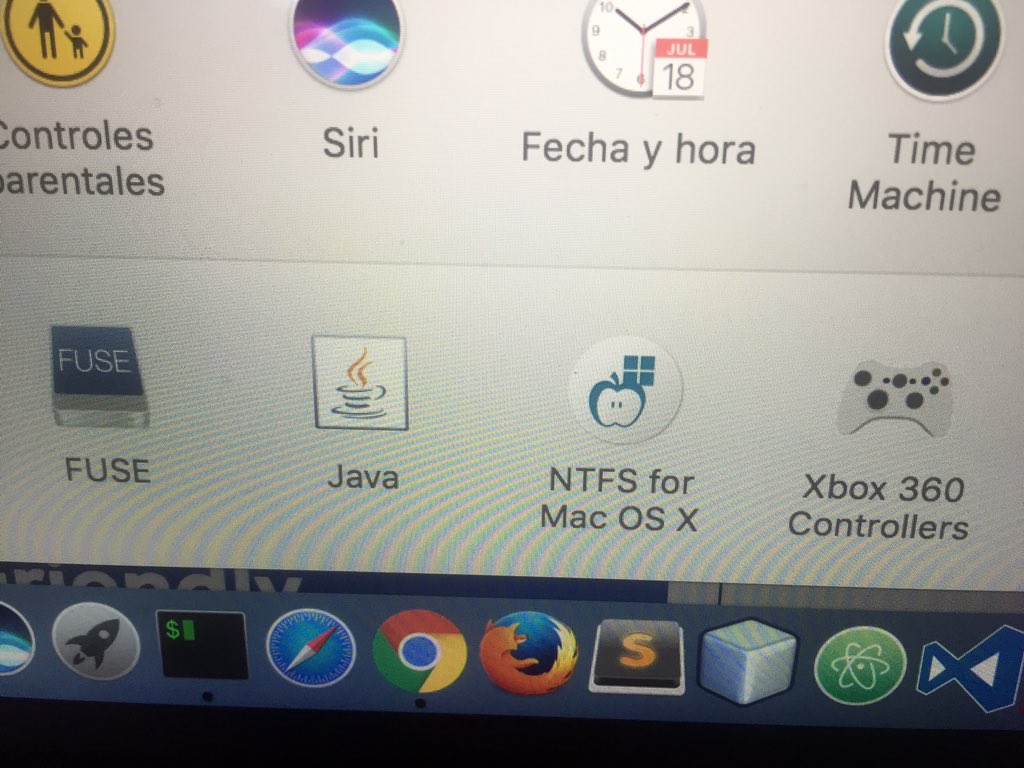 Controles
parentales
Siri
JUL
18
Fecha y hora
Time
Machine
FUSE
FUSE
Java
NTFS for
Mac OS X
Xbox 360
Controllers
friendly
$
S